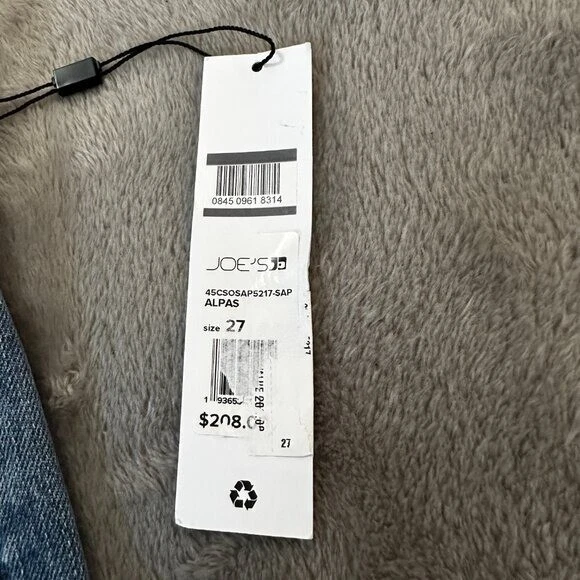 0845 0961 8314
JOE'S
45CSOSAP5217-SAP
ALPAS
size 27
$208.0
27